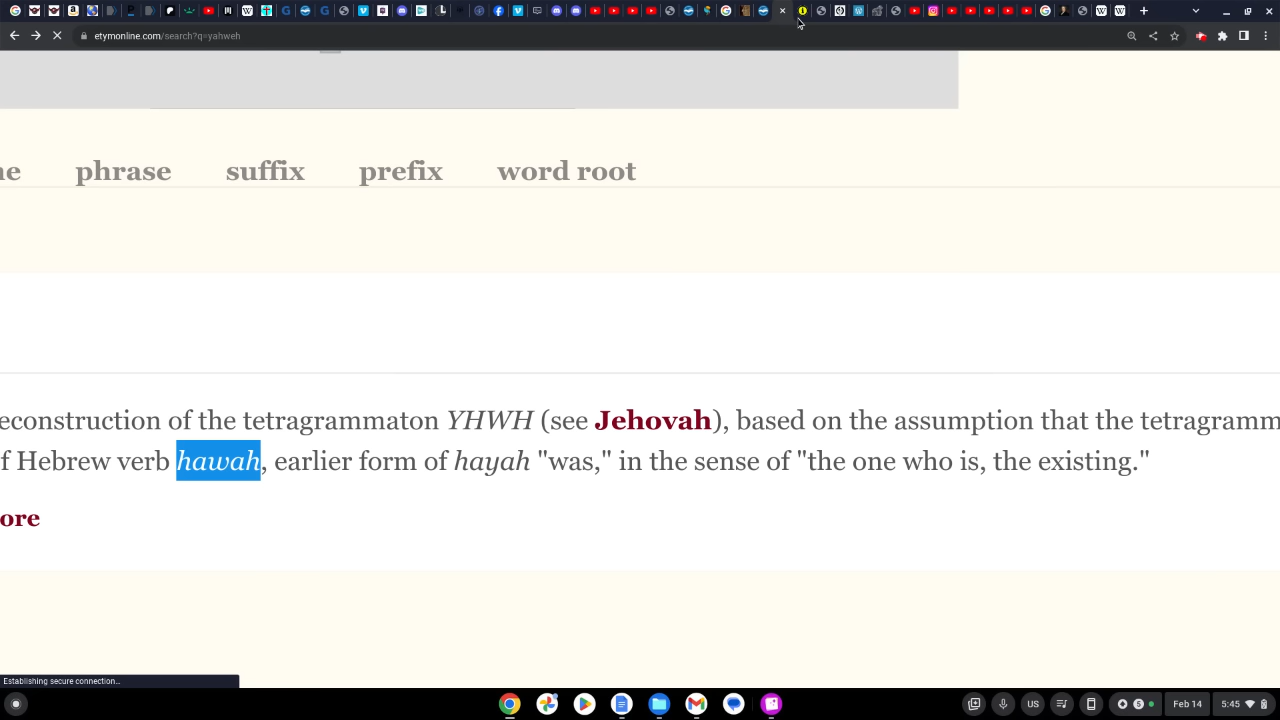 etymonline.com/search?q=yahweh
ne phrase suffix prefix word root
econstruction of the tetragrammaton YHWH (see Jehovah), based on the assumption that the tetragramm
f Hebrew verb hawah, earlier form of hayah "was," in the sense of "the one who is, the existing."
ore
Establishing secure connection...
US 5 Feb 14 5:45